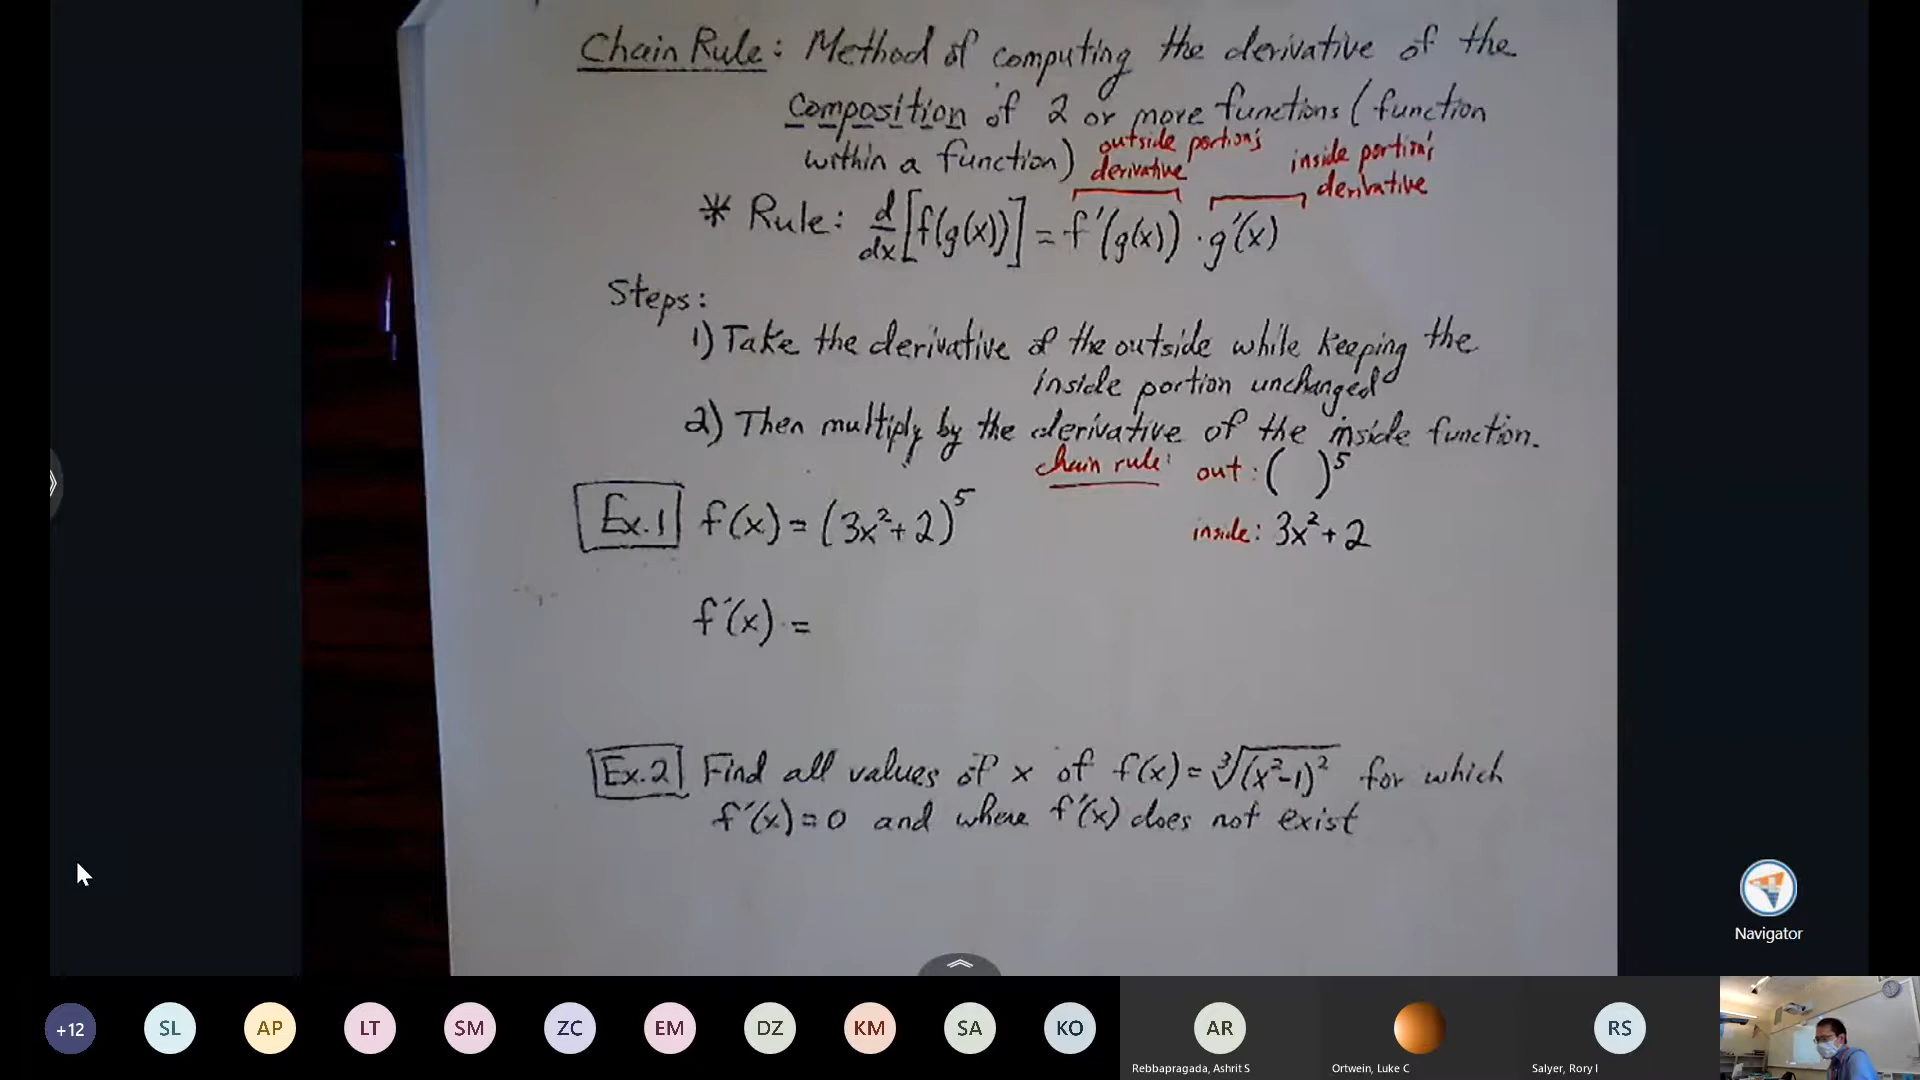 Chain Rule: Method of computing the derivative of the
composition of 2 or more functions (function
within a function)
outside portion's
derivative
inside portion's
derivative
* Rule: d/dx [f(g(x))] = f'(g(x)) · g'(x)
Steps:
1) Take the derivative of the outside while keeping the
inside portion unchanged
2) Then multiply by the derivative of the inside function.
chain rule: out: ( )⁵
Ex.1 f(x) = (3x²+2)⁵
inside: 3x²+2
f'(x) =
Ex.2 Find all values of x of f(x) = ³√(x²-1)² for which
f'(x) = 0 and where f'(x) does not exist
Navigator
+12
SL
AP
LT
SM
ZC
EM
DZ
KM
SA
KO
AR
RS
Rebbapragada, Ashrit S
Ortwein, Luke C
Salyer, Rory I